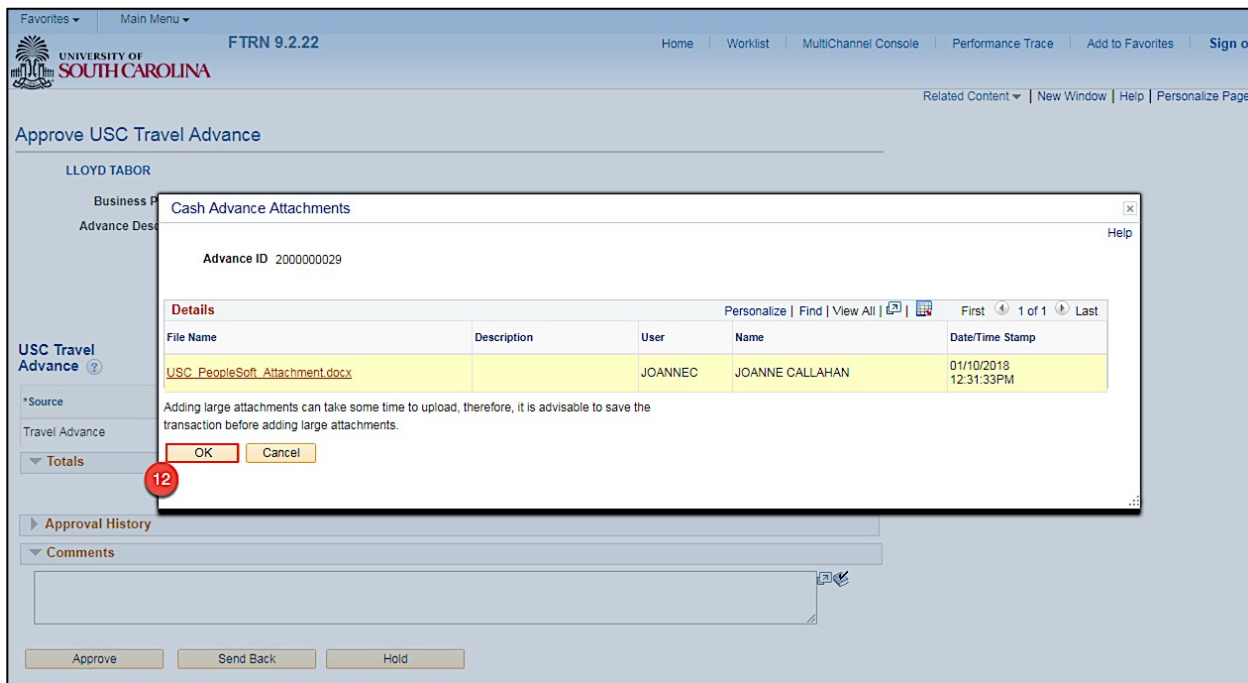 Favorites Main Menu
FTRN 9.2.22
UNIVERSITY OF
SOUTH CAROLINA
Home Worklist MultiChannel Console Performance Trace Add to Favorites Sign
Related Content | New Window | Help | Personalize Page
Approve USC Travel Advance
LLOYD TABOR
Business
Advance
Cash Advance Attachments
Help
Advance ID 2000000029
Details
Personalize | Find | View All | First 1 of 1 Last
File Name Description User Name Date/Time Stamp
USC_PeopleSoft_Attachment.docx JOANNEC JOANNE CALLAHAN 01/10/2018
12:31:33PM
Adding large attachments can take some time to upload, therefore, it is advisable to save the
transaction before adding large attachments.
OK Cancel
12
USC Travel
Advance ?
*Source
Travel Advance
Totals
Approval History
Comments
Approve Send Back Hold